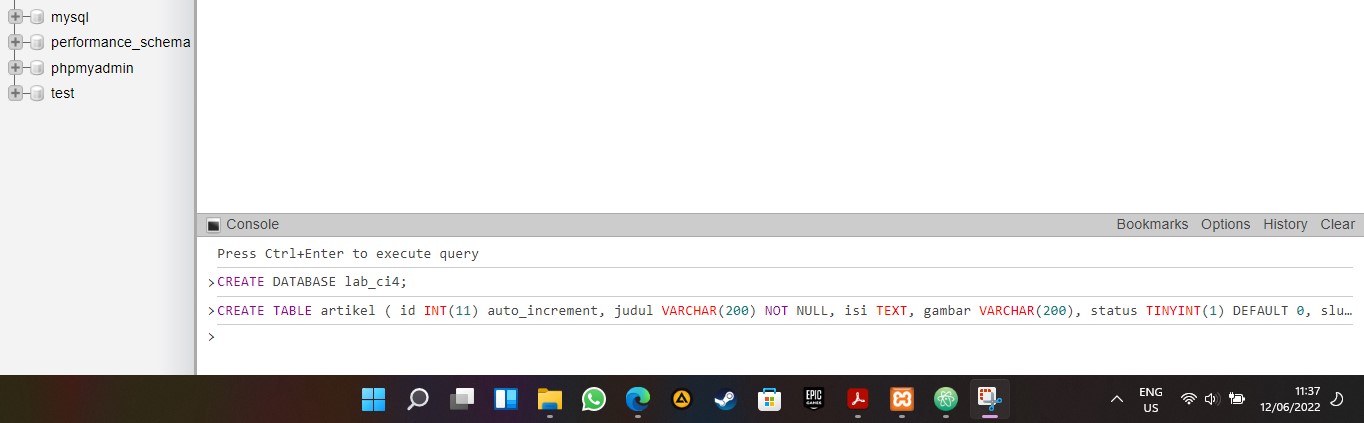 mysql
performance_schema
phpmyadmin
test
Console
Bookmarks Options History Clear
Press Ctrl+Enter to execute query
>CREATE DATABASE lab_ci4;
>CREATE TABLE artikel ( id INT(11) auto_increment, judul VARCHAR(200) NOT NULL, isi TEXT, gambar VARCHAR(200), status TINYINT(1) DEFAULT 0, slu…
>
EPIC
GAMES
ENG
US
11:37
12/06/2022